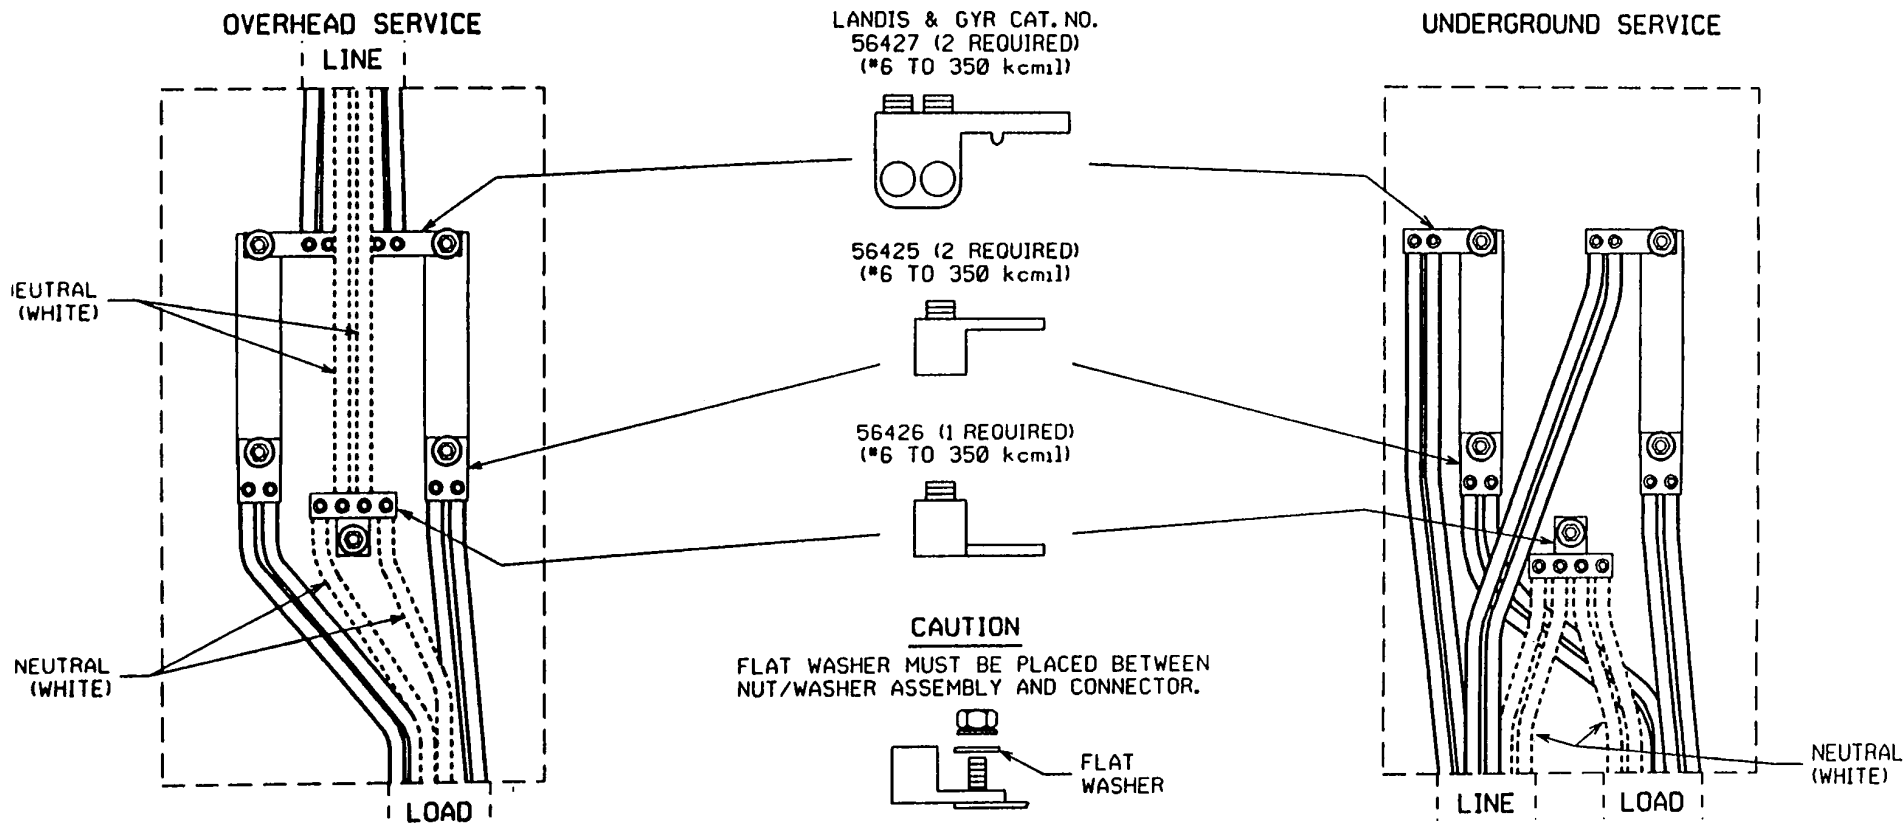 OVERHEAD SERVICE
LINE
LANDIS & GYR CAT. NO.
56427 (2 REQUIRED)
(#6 TO 350 kcmil)
UNDERGROUND SERVICE
56425 (2 REQUIRED)
(#6 TO 350 kcmil)
EUTRAL
(WHITE)
56426 (1 REQUIRED)
(#6 TO 350 kcmil)
CAUTION
FLAT WASHER MUST BE PLACED BETWEEN
NUT/WASHER ASSEMBLY AND CONNECTOR.
NEUTRAL
(WHITE)
FLAT
WASHER
NEUTRAL
(WHITE)
LOAD
LINE
LOAD